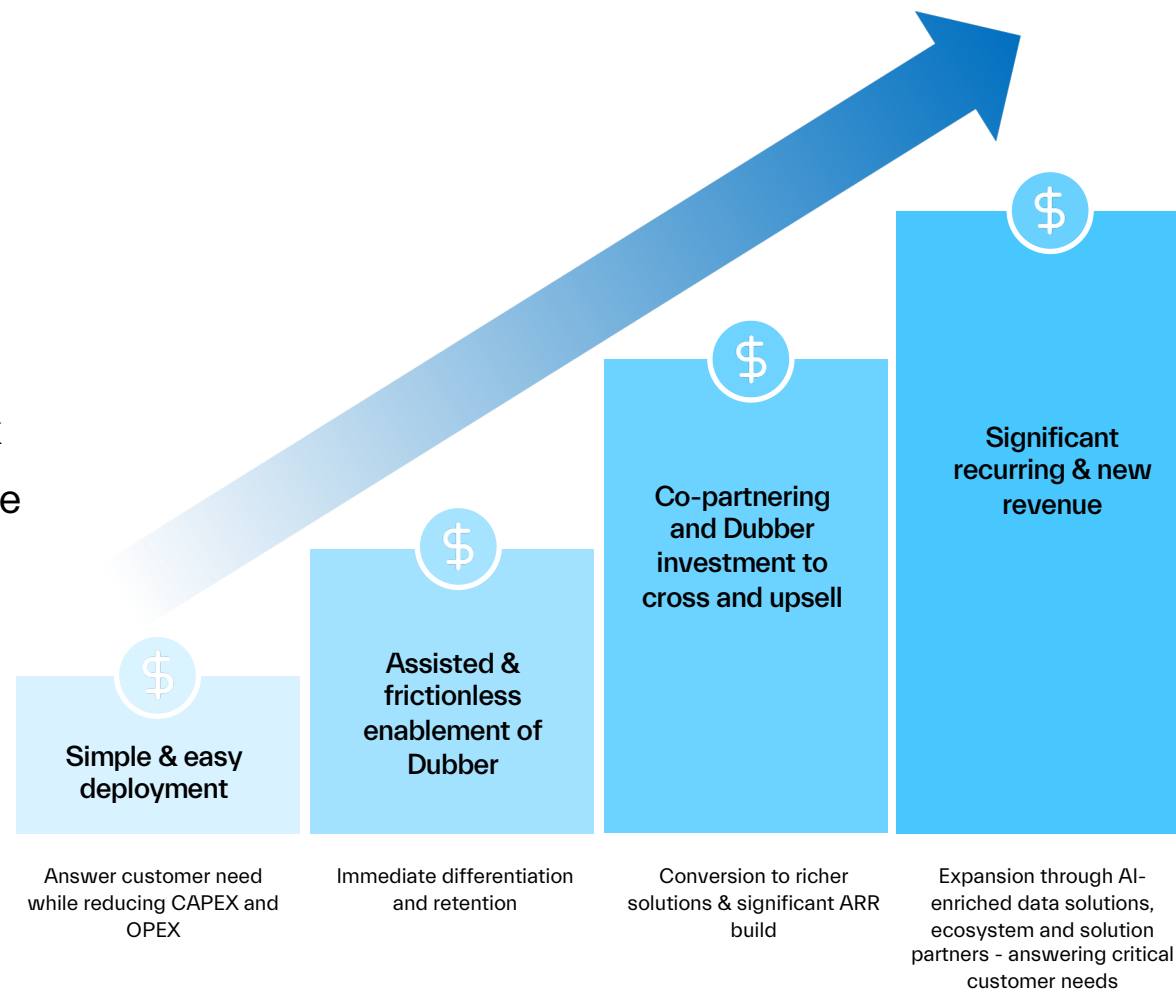 e
$
$
$
$
Simple & easy
deployment
Assisted &
frictionless
enablement of
Dubber
Co-partnering
and Dubber
investment to
cross and upsell
Significant
recurring & new
revenue
Answer customer need
while reducing CAPEX and
OPEX
Immediate differentiation
and retention
Conversion to richer
solutions & significant ARR
build
Expansion through AI-
enriched data solutions,
ecosystem and solution
partners - answering critical
customer needs